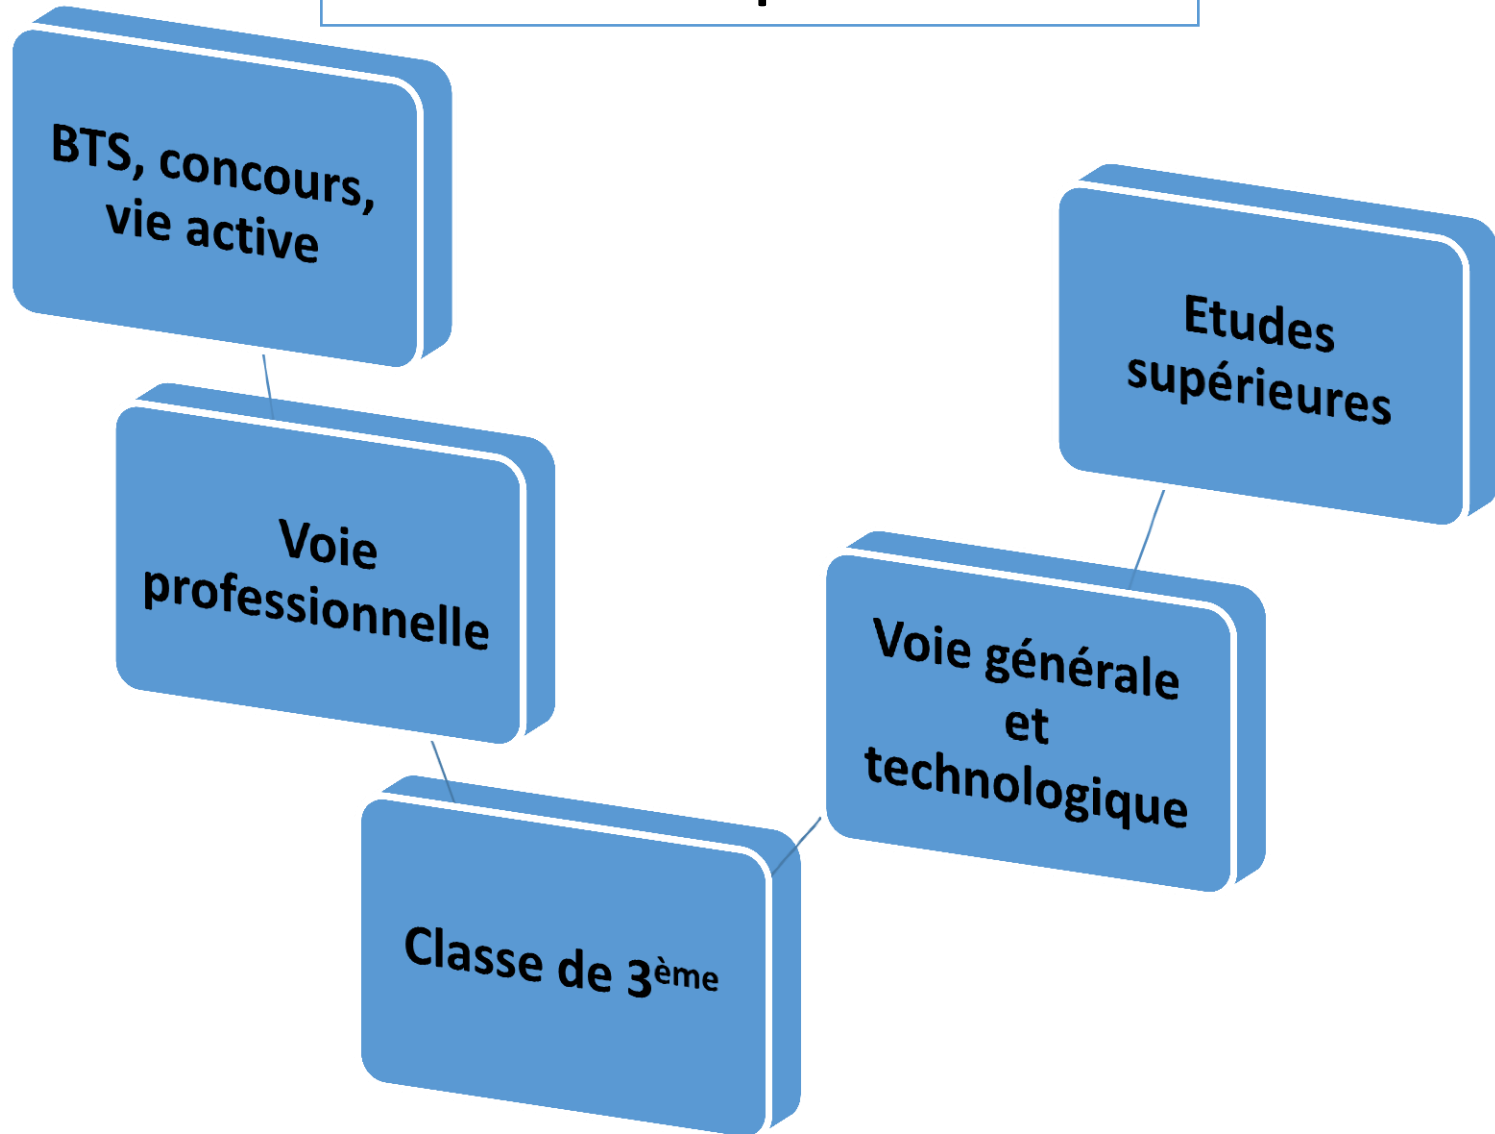 BTS, concours,
vie active
Etudes
supérieures
Voie
professionnelle
Voie générale
et
technologique
Classe de 3ème